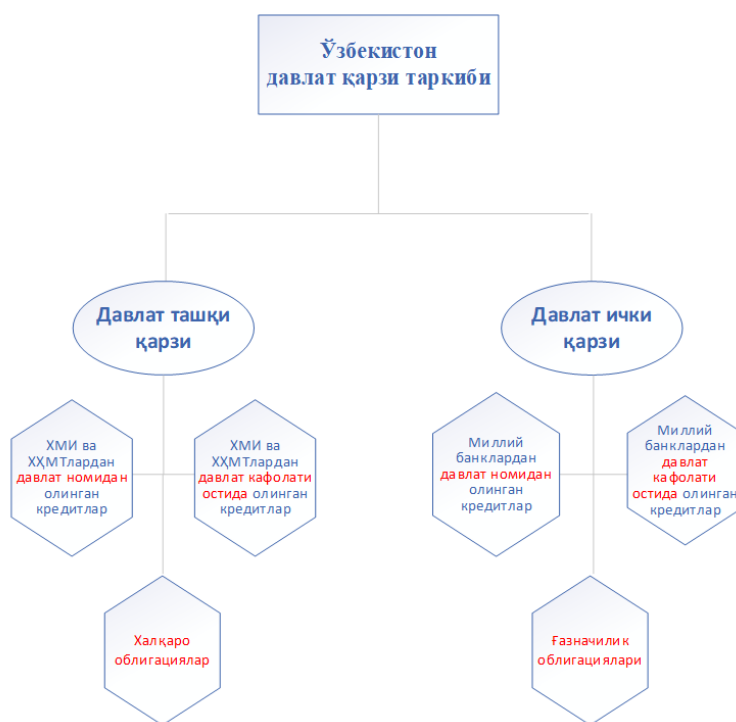 Ўзбекистон
давлат қарзи таркиби
Давлат ташқи
қарзи
Давлат ички
қарзи
ХМИ ва
ХҲМТлардан
давлат номидан
олинган
кредитлар
ХМИ ва
ХҲМТлардан
давлат кафолати
остида олинган
кредитлар
Миллий
банклардан
давлат номидан
олинган
кредитлар
Миллий
банклардан
давлат
кафолати
остида олинган
кредитлар
Халқаро
облигациялар
Ғазначилик
облигациялари